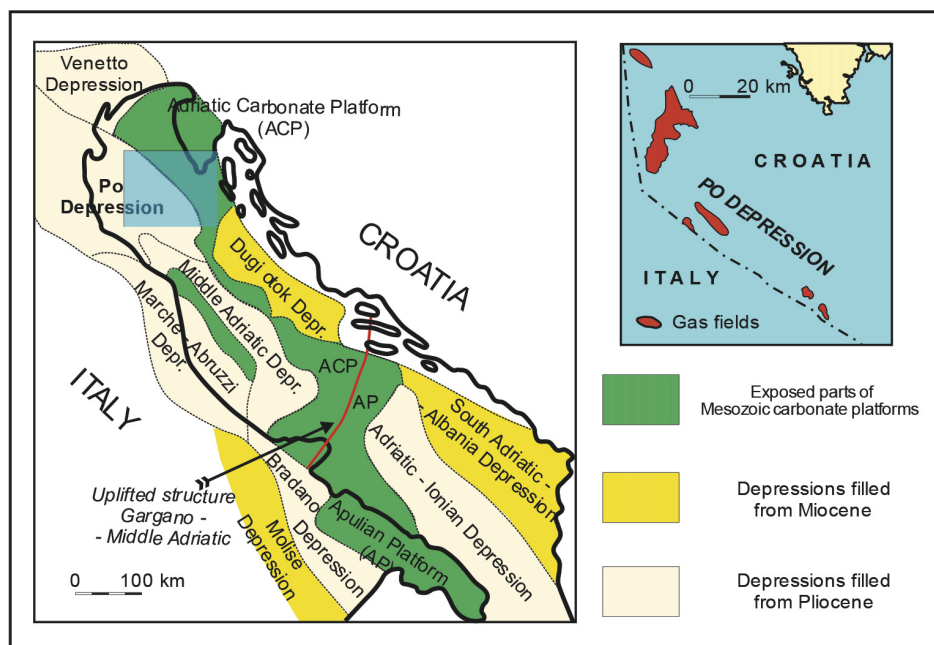 Venetto
Depression
Adriatic Carbonate Platform
(ACP)
Po
Depression
CROATIA
Dugi otok Depr.
Middle Adriatic Depr.
Marche - Abruzzi
Depr.
ITALY
ACP
AP
South Adriatic -
- Albania Depression
Adriatic - Ionian Depression
Uplifted structure
Gargano -
- Middle Adriatic
Bradano
Depression
Molise
Depression
Apulian Platform
(AP)
0 100 km
0 20 km
CROATIA
PO DEPRESSION
ITALY
Gas fields
Exposed parts of
Mesozoic carbonate platforms
Depressions filled
from Miocene
Depressions filled
from Pliocene